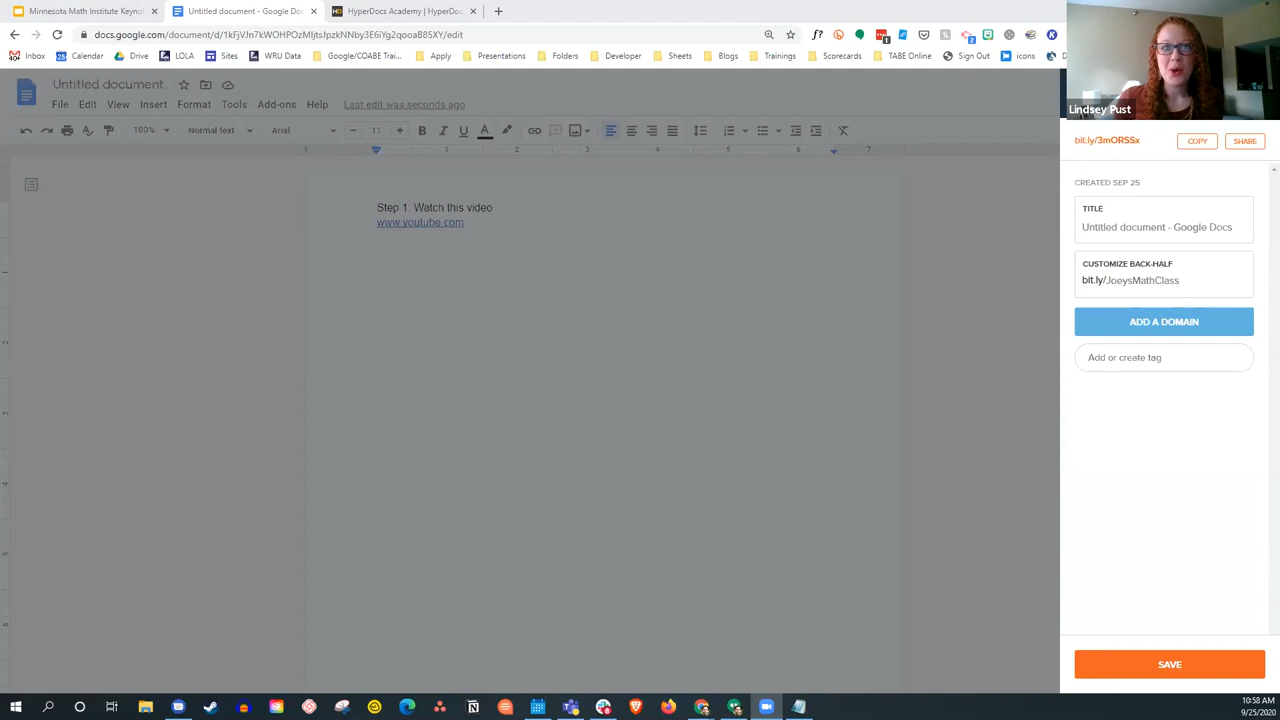 Minnesota Math Institute Keynot
Untitled document - Google Doc
HyperDocs Academy | HyperDoc
docs.google.com/document/d/1kFjVJn7kWOHPOzMIjtsJpzkNNby3E6iYg2qooaB85XY/edit
Inbox
Calendar
Drive
LOLA
Sites
WRU Data
Google/COABE Trai...
Apply
Presentations
Folders
Developer
Sheets
Blogs
Trainings
Scorecards
TABE Online
Sign Out
icons
Untitled document
File Edit View Insert Format Tools Add-ons Help Last edit was seconds ago
100% Normal text Arial 11
Step 1: Watch this video
www.youtube.com
Lindsey Pust
bit.ly/3mORSSx COPY SHARE
CREATED SEP 25
TITLE
Untitled document - Google Docs
CUSTOMIZE BACK-HALF
bit.ly/JoeysMathClass
ADD A DOMAIN
Add or create tag
SAVE
10:58 AM
9/25/2020